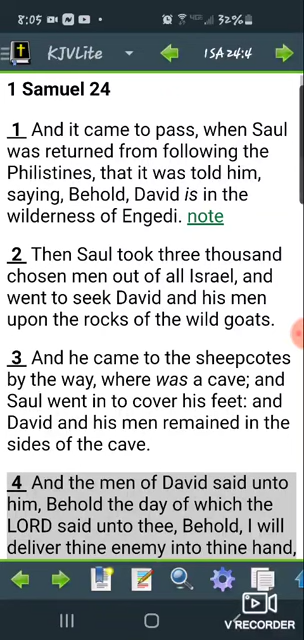 8:05 32%
KJVLite 1SA 24:4
1 Samuel 24
1 And it came to pass, when Saul
was returned from following the
Philistines, that it was told him,
saying, Behold, David is in the
wilderness of Engedi. note
2 Then Saul took three thousand
chosen men out of all Israel, and
went to seek David and his men
upon the rocks of the wild goats.
3 And he came to the sheepcotes
by the way, where was a cave; and
Saul went in to cover his feet: and
David and his men remained in the
sides of the cave.
4 And the men of David said unto
him, Behold the day of which the
LORD said unto thee, Behold, I will
deliver thine enemy into thine hand,
V RECORDER